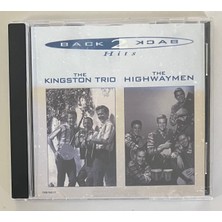 BACK 2 BACK
Hits
THE
KINGSTON TRIO
THE
HIGHWAYMEN